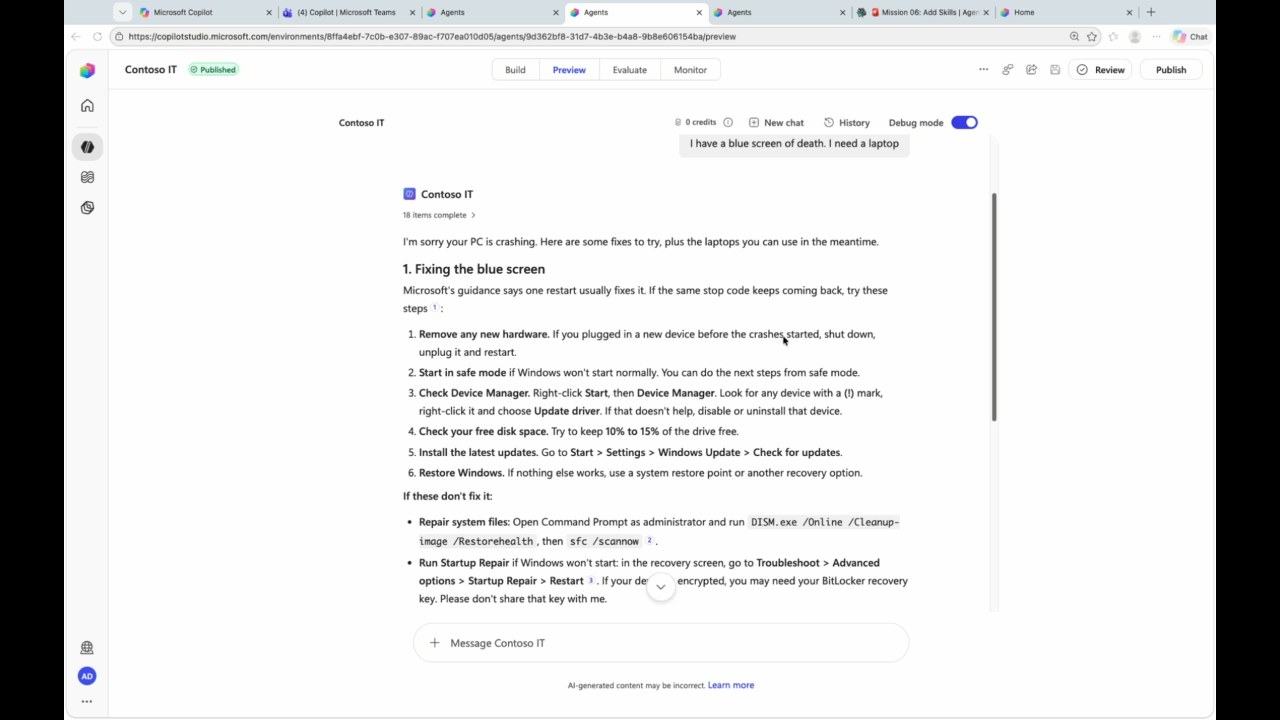 Microsoft Copilot
(4) Copilot | Microsoft Teams
Agents
Agents
Agents
Mission 06: Add Skills | Agen
Home
https://copilotstudio.microsoft.com/environments/8ffa4ebf-7c0b-e307-89ac-f707ea010d05/agents/9d362bf8-31d7-4b3e-b4a8-9b8e606154ba/preview
Chat
Contoso IT
Published
Build
Preview
Evaluate
Monitor
Review
Publish
Contoso IT
0 credits
New chat
History
Debug mode
I have a blue screen of death. I need a laptop
Contoso IT
18 items complete
I'm sorry your PC is crashing. Here are some fixes to try, plus the laptops you can use in the meantime.
1. Fixing the blue screen
Microsoft's guidance says one restart usually fixes it. If the same stop code keeps coming back, try these
steps 1 :
1. Remove any new hardware. If you plugged in a new device before the crashes started, shut down,
unplug it and restart.
2. Start in safe mode if Windows won't start normally. You can do the next steps from safe mode.
3. Check Device Manager. Right-click Start, then Device Manager. Look for any device with a (!) mark,
right-click it and choose Update driver. If that doesn't help, disable or uninstall that device.
4. Check your free disk space. Try to keep 10% to 15% of the drive free.
5. Install the latest updates. Go to Start > Settings > Windows Update > Check for updates.
6. Restore Windows. If nothing else works, use a system restore point or another recovery option.
If these don't fix it:
• Repair system files: Open Command Prompt as administrator and run DISM.exe /Online /Cleanup-
image /Restorehealth , then sfc /scannow 2 .
• Run Startup Repair if Windows won't start: in the recovery screen, go to Troubleshoot > Advanced
options > Startup Repair > Restart 3 . If your de encrypted, you may need your BitLocker recovery
key. Please don't share that key with me.
Message Contoso IT
AI-generated content may be incorrect. Learn more
AD